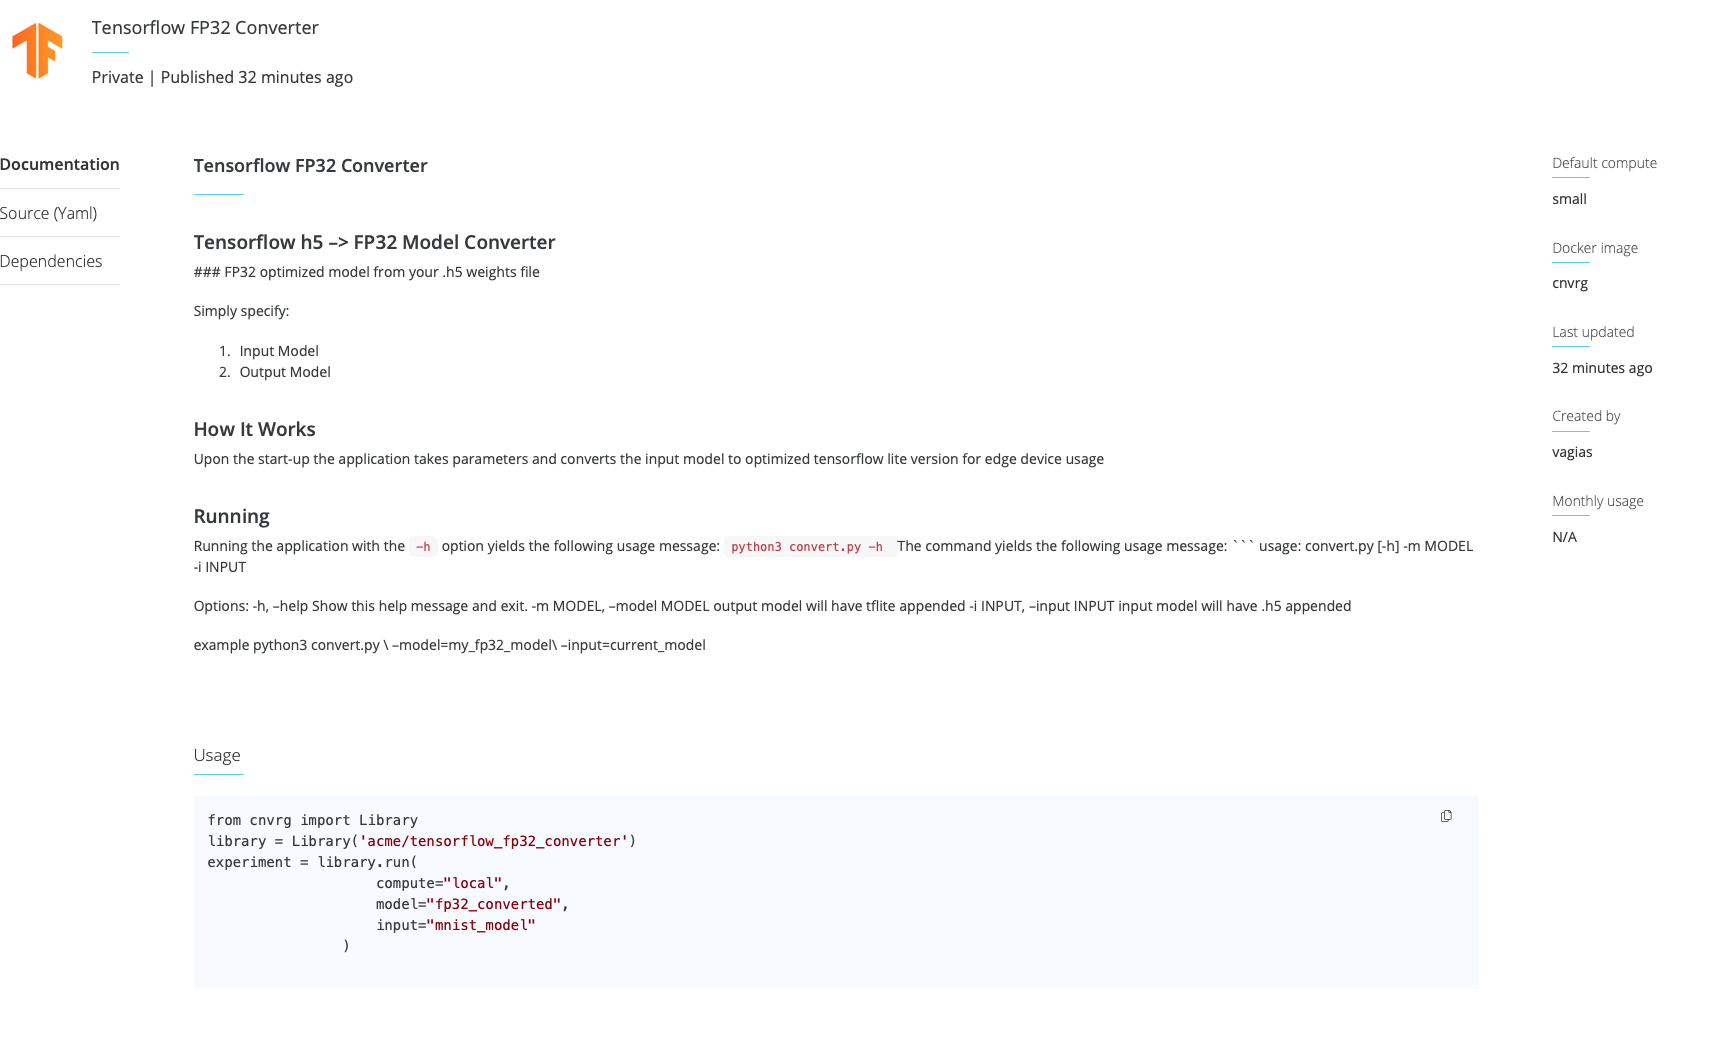 Tensorflow FP32 Converter
Private | Published 32 minutes ago
Documentation
Source (Yaml)
Dependencies
Tensorflow FP32 Converter
Tensorflow h5 –> FP32 Model Converter
### FP32 optimized model from your .h5 weights file
Simply specify:
1. Input Model
2. Output Model
How It Works
Upon the start-up the application takes parameters and converts the input model to optimized tensorflow lite version for edge device usage
Running
Running the application with the -h option yields the following usage message: python3 convert.py -h The command yields the following usage message: ``` usage: convert.py [-h] -m MODEL
-i INPUT
Options: -h, –help Show this help message and exit. -m MODEL, –model MODEL output model will have tflite appended -i INPUT, –input INPUT input model will have .h5 appended
example python3 convert.py \ –model=my_fp32_model\ –input=current_model
Usage
from cnvrg import Library
library = Library('acme/tensorflow_fp32_converter')
experiment = library.run(
compute="local",
model="fp32_converted",
input="mnist_model"
)
Default compute
small
Docker image
cnvrg
Last updated
32 minutes ago
Created by
vagias
Monthly usage
N/A